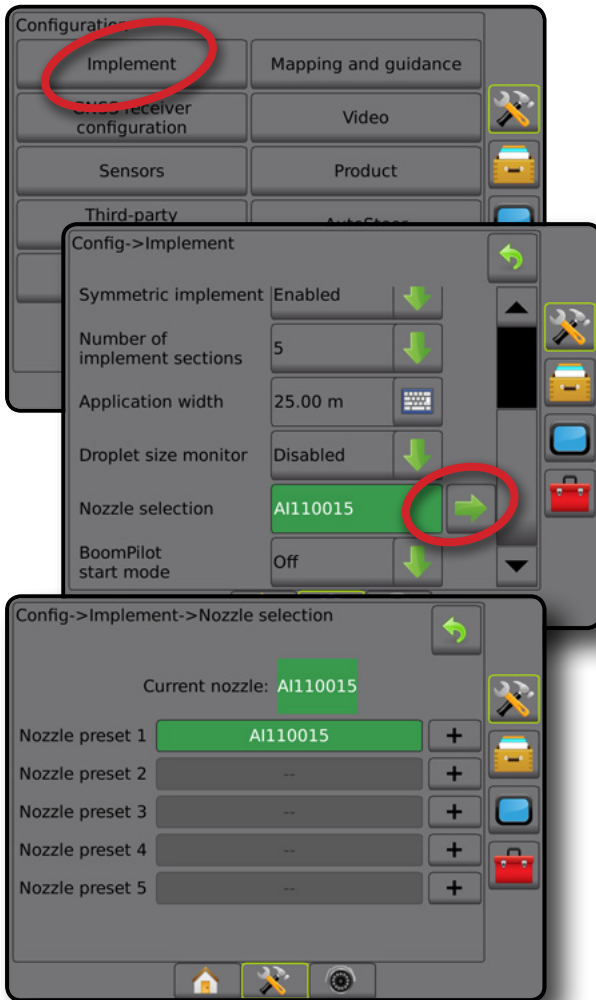 Configuration
Implement
Mapping and guidance
GNSS receiver
configuration
Video
Sensors
Product
Third-party
AutoSteer
Config->Implement
Symmetric implement
Enabled
Number of
implement sections
5
Application width
25.00 m
Droplet size monitor
Disabled
Nozzle selection
AI110015
BoomPilot
start mode
Off
Config->Implement->Nozzle selection
Current nozzle: AI110015
Nozzle preset 1 AI110015 +
Nozzle preset 2 -- +
Nozzle preset 3 -- +
Nozzle preset 4 -- +
Nozzle preset 5 -- +